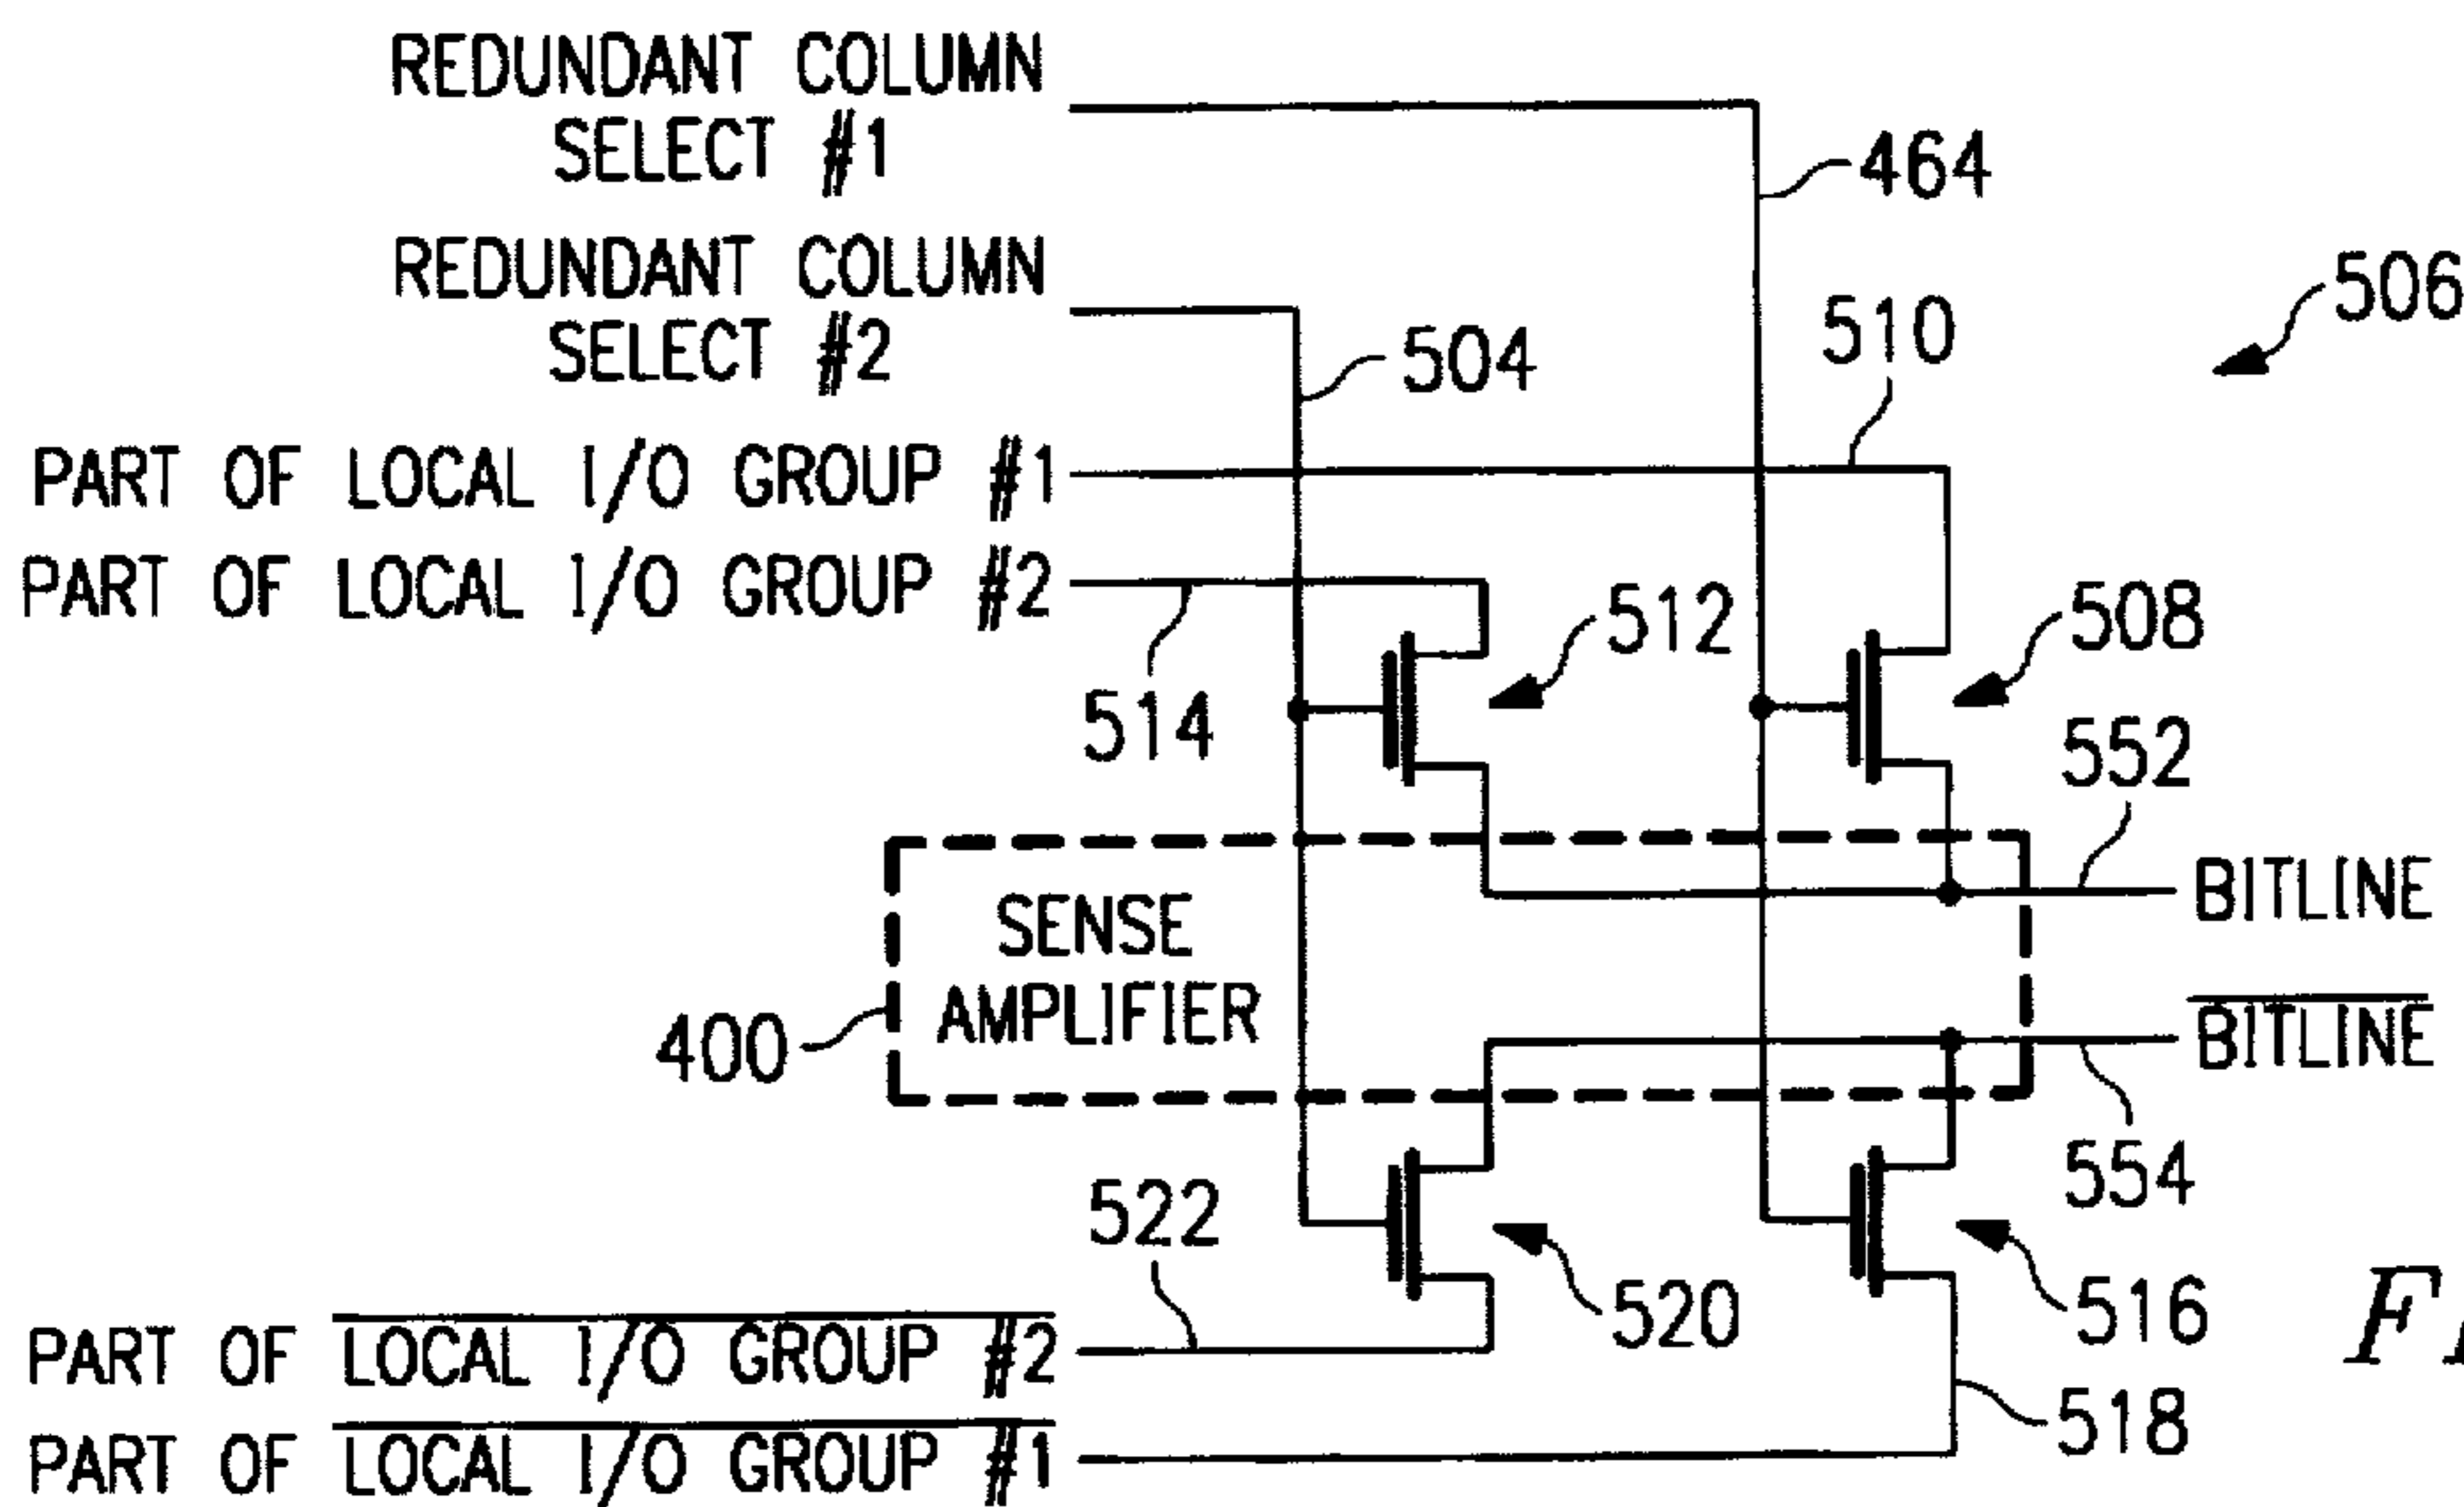 REDUNDANT COLUMN
SELECT #1
464
REDUNDANT COLUMN
SELECT #2
506
510
504
PART OF LOCAL I/O GROUP #1
PART OF LOCAL I/O GROUP #2
512
508
514
552
BITLINE
SENSE
AMPLIFIER
400
BITLINE
554
522
520
516
PART OF LOCAL I/O GROUP #2
518
PART OF LOCAL I/O GROUP #1